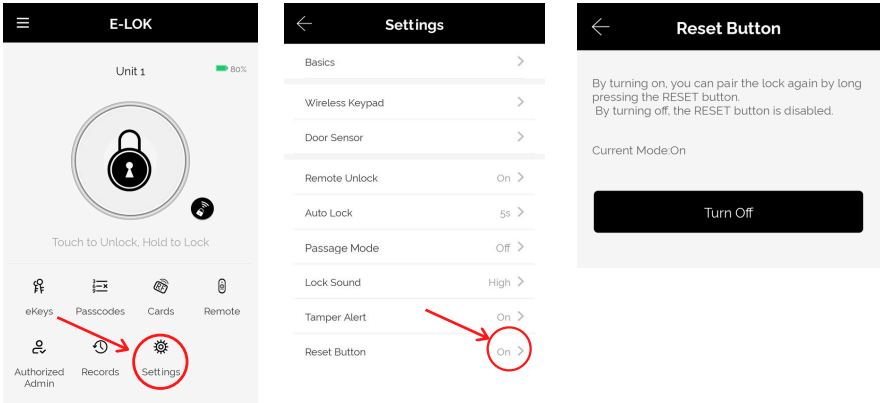 E-LOK
Unit 1
80%
Touch to Unlock, Hold to Lock
eKeys
Passcodes
Cards
Remote
Authorized
Admin
Records
Settings
Settings
Basics
Wireless Keypad
Door Sensor
Remote Unlock On
Auto Lock 5s
Passage Mode Off
Lock Sound High
Tamper Alert On
Reset Button On
Reset Button
By turning on, you can pair the lock again by long
pressing the RESET button.
By turning off, the RESET button is disabled.
Current Mode:On
Turn Off